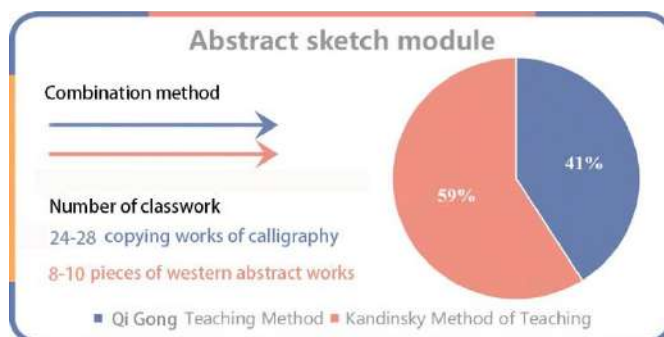 Abstract sketch module
Combination method
41%
59%
Number of classwork
24-28 copying works of calligraphy
8-10 pieces of western abstract works
Qi Gong Teaching Method Kandinsky Method of Teaching